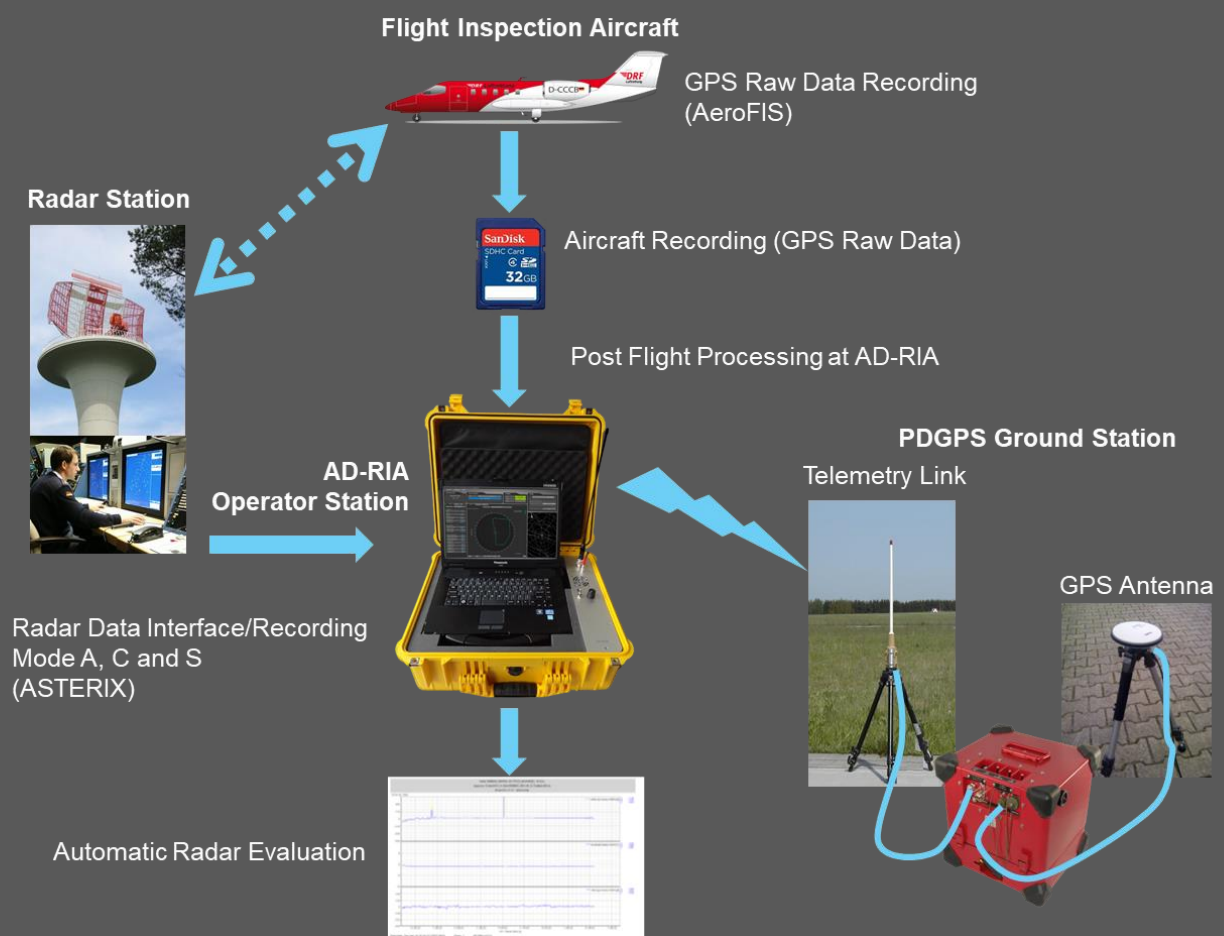 Flight Inspection Aircraft
DRF
D-CCCB
GPS Raw Data Recording
(AeroFIS)
Radar Station
SanDisk
SDHC Card
4
32GB
Aircraft Recording (GPS Raw Data)
Post Flight Processing at AD-RIA
PDGPS Ground Station
Telemetry Link
AD-RIA
Operator Station
GPS Antenna
Radar Data Interface/Recording
Mode A, C and S
(ASTERIX)
Automatic Radar Evaluation